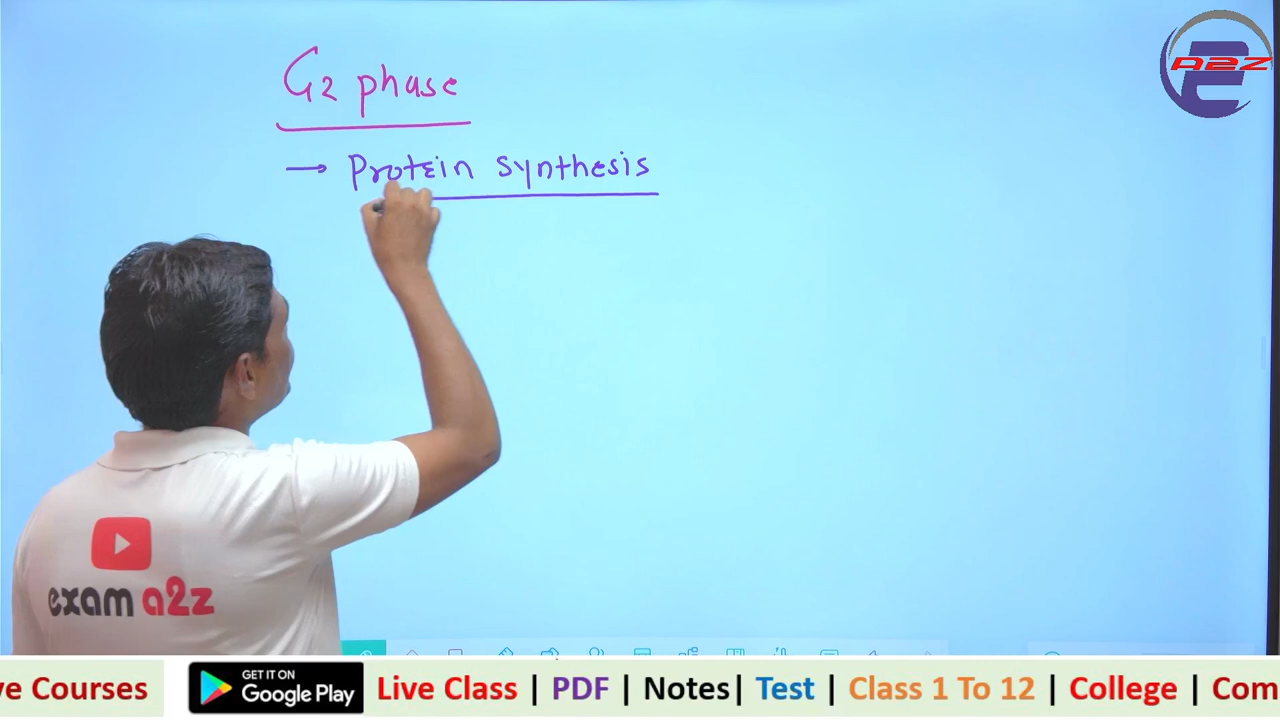 G2 phase
→ Protein synthesis
A2Z
exam a2z
ve Courses
GET IT ON
Google Play
Live Class | PDF | Notes| Test | Class 1 To 12 | College | Com